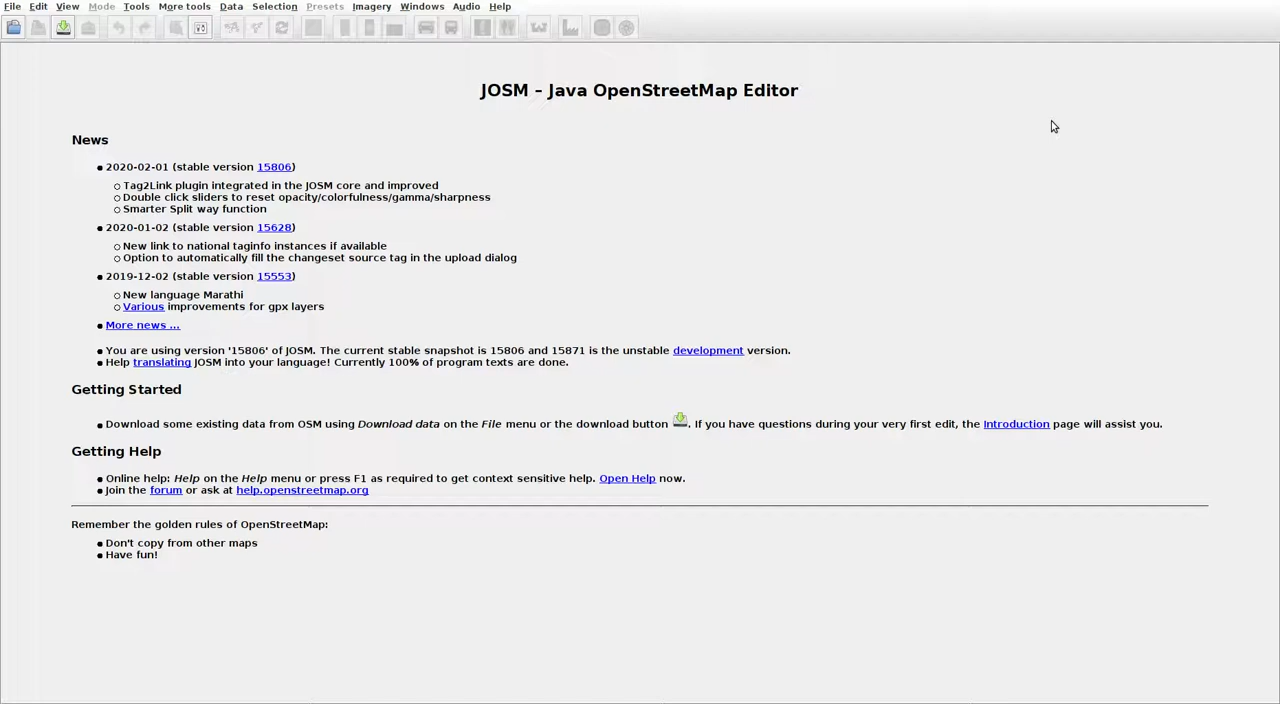 File Edit View Mode Tools More tools Data Selection Presets Imagery Windows Audio Help
JOSM – Java OpenStreetMap Editor
News
2020-02-01 (stable version 15806)
Tag2Link plugin integrated in the JOSM core and improved
Double click sliders to reset opacity/colorfulness/gamma/sharpness
Smarter Split way function
2020-01-02 (stable version 15628)
New link to national taginfo instances if available
Option to automatically fill the changeset source tag in the upload dialog
2019-12-02 (stable version 15553)
New language Marathi
Various improvements for gpx layers
More news ...
You are using version '15806' of JOSM. The current stable snapshot is 15806 and 15871 is the unstable development version.
Help translating JOSM into your language! Currently 100% of program texts are done.
Getting Started
Download some existing data from OSM using Download data on the File menu or the download button . If you have questions during your very first edit, the Introduction page will assist you.
Getting Help
Online help: Help on the Help menu or press F1 as required to get context sensitive help. Open Help now.
Join the forum or ask at help.openstreetmap.org
Remember the golden rules of OpenStreetMap:
Don't copy from other maps
Have fun!